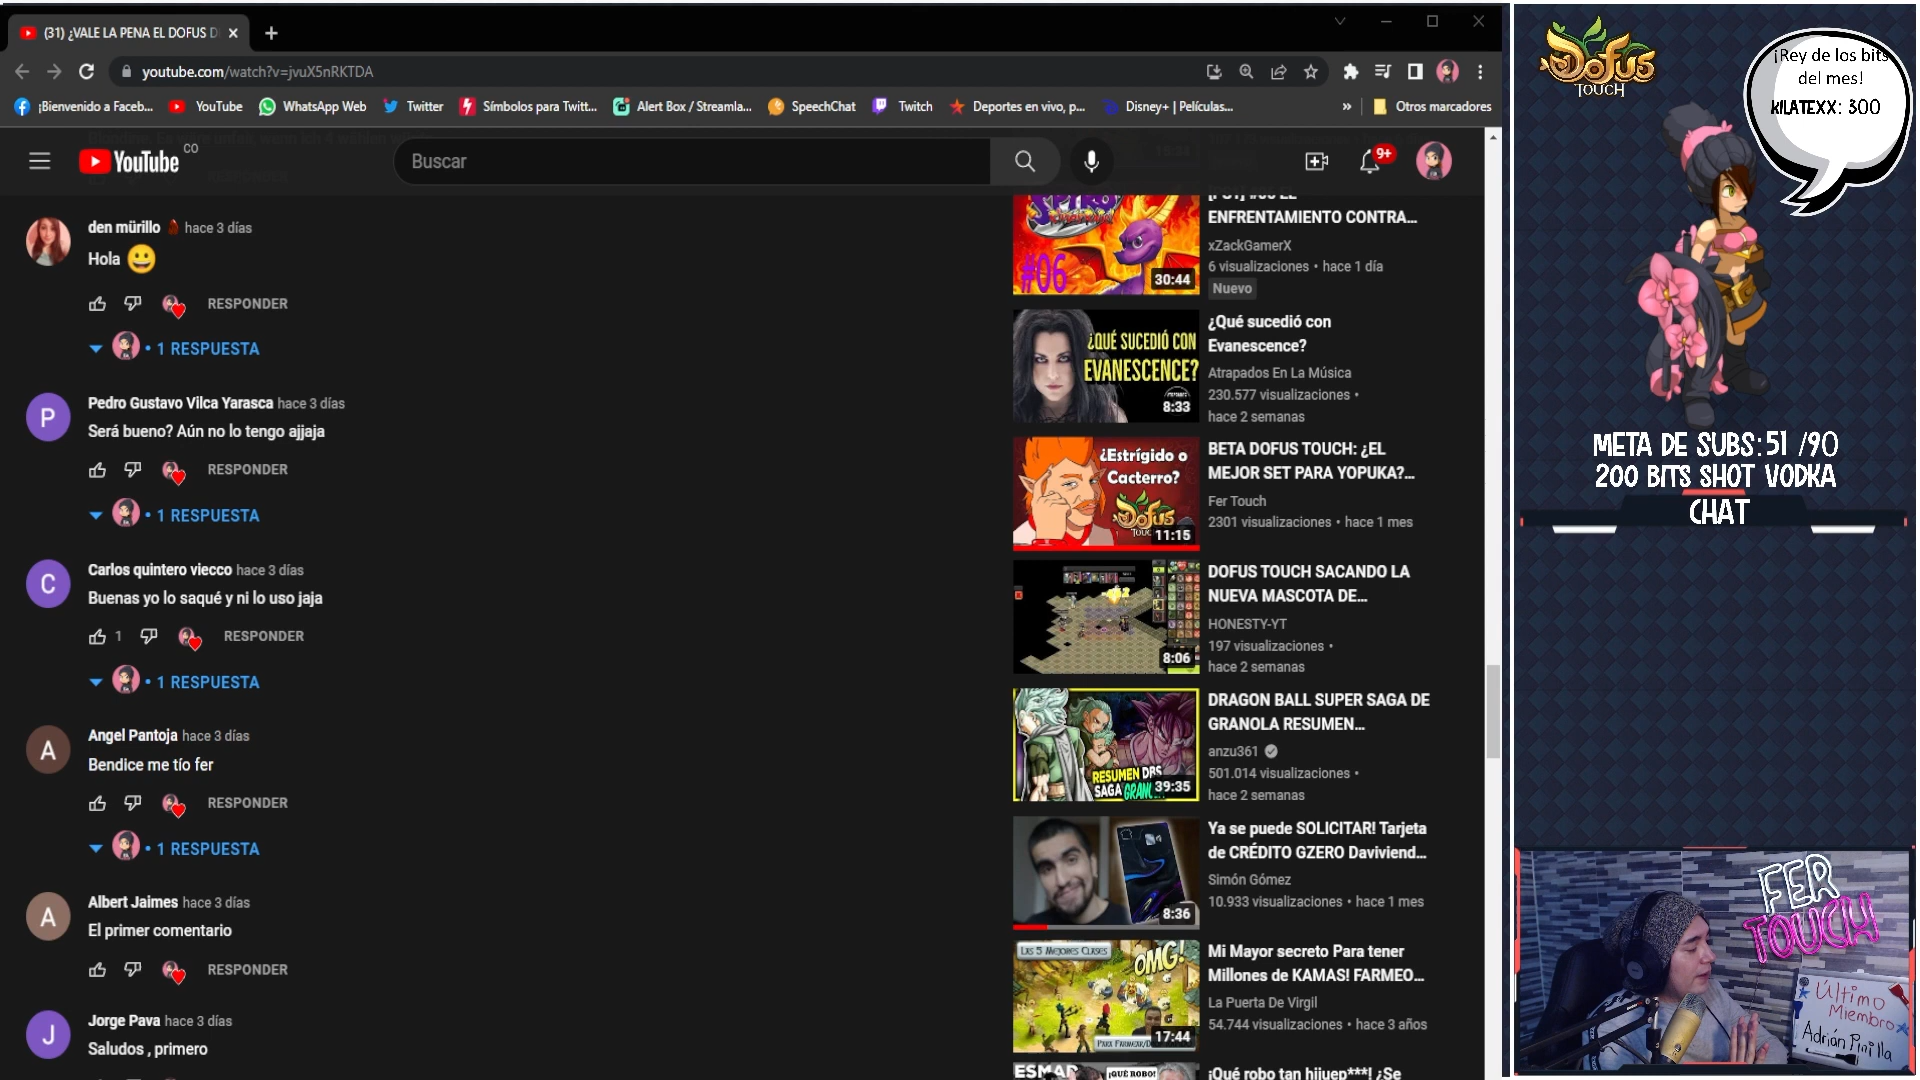 (31) ¿VALE LA PENA EL DOFUS D
youtube.com/watch?v=jvuX5nRKTDA
¡Bienvenido a Faceb...
YouTube
WhatsApp Web
Twitter
Símbolos para Twitt...
Alert Box / Streamla...
SpeechChat
Twitch
Deportes en vivo, p...
Disney+ | Películas...
»
Otros marcadores
YouTube CO
Buscar
9+
den mürillo hace 3 días
Hola 😀
RESPONDER
• 1 RESPUESTA
P
Pedro Gustavo Vilca Yarasca hace 3 días
Será bueno? Aún no lo tengo ajjaja
RESPONDER
• 1 RESPUESTA
C
Carlos quintero viecco hace 3 días
Buenas yo lo saqué y ni lo uso jaja
1
RESPONDER
• 1 RESPUESTA
A
Angel Pantoja hace 3 días
Bendice me tío fer
RESPONDER
• 1 RESPUESTA
A
Albert Jaimes hace 3 días
El primer comentario
RESPONDER
J
Jorge Pava hace 3 días
Saludos , primero
SPYRO
#06
30:44
ENFRENTAMIENTO CONTRA...
xZackGamerX
6 visualizaciones • hace 1 día
Nuevo
¿QUÉ SUCEDIÓ CON
EVANESCENCE?
8:33
¿Qué sucedió con
Evanescence?
Atrapados En La Música
230.577 visualizaciones •
hace 2 semanas
¿Estrígido o
Cacterro?
DOFUS
11:15
BETA DOFUS TOUCH: ¿EL
MEJOR SET PARA YOPUKA?...
Fer Touch
2301 visualizaciones • hace 1 mes
8:06
DOFUS TOUCH SACANDO LA
NUEVA MASCOTA DE...
HONESTY-YT
197 visualizaciones •
hace 2 semanas
RESUMEN DBS
SAGA
39:35
DRAGON BALL SUPER SAGA DE
GRANOLA RESUMEN...
anzu361
501.014 visualizaciones •
hace 2 semanas
8:36
Ya se puede SOLICITAR! Tarjeta
de CRÉDITO GZERO Daviviend...
Simón Gómez
10.933 visualizaciones • hace 1 mes
Las 5 Mejores Clases
OMG!
17:44
Mi Mayor secreto Para tener
Millones de KAMAS! FARMEO...
La Puerta De Virgil
54.744 visualizaciones • hace 3 años
ESMAD
¡QUÉ ROBO!
¡Qué robo tan hijuep***! ¿Se
DOFUS
TOUCH
¡Rey de los bits
del mes!
KILATEXX: 300
META DE SUBS: 51 /90
200 BITS SHOT VODKA
CHAT
FER
TOUCH
Último
Miembro
Adrián Pinilla